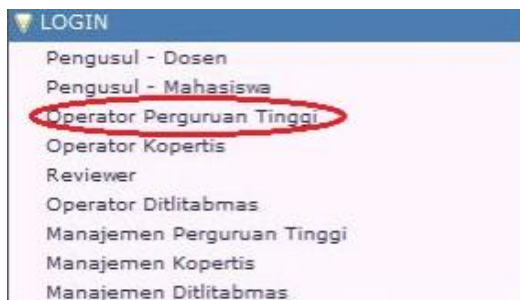 LOGIN
Pengusul - Dosen
Pengusul - Mahasiswa
Operator Perguruan Tinggi
Operator Kopertis
Reviewer
Operator Ditlitabmas
Manajemen Perguruan Tinggi
Manajemen Kopertis
Manajemen Ditlitabmas